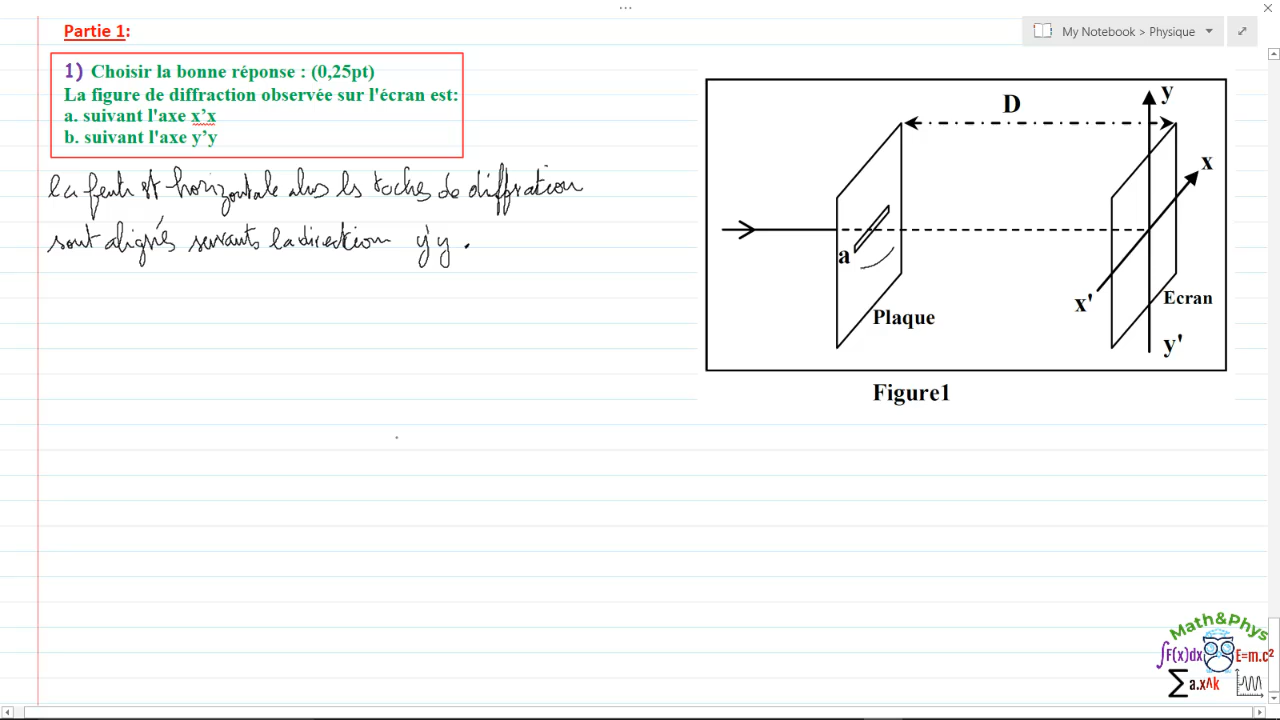 My Notebook > Physique
Partie 1:
1) Choisir la bonne réponse : (0,25pt)
La figure de diffraction observée sur l'écran est:
a. suivant l'axe x’x
b. suivant l'axe y’y
la fente est horizontale alors les taches de diffration
sont alignés suivants la direction y'y .
D
y
x
a
Plaque
x'
Ecran
y'
Figure1
Math&Phys
∫F(x)dx
E=m.c²
∑ a.x^k